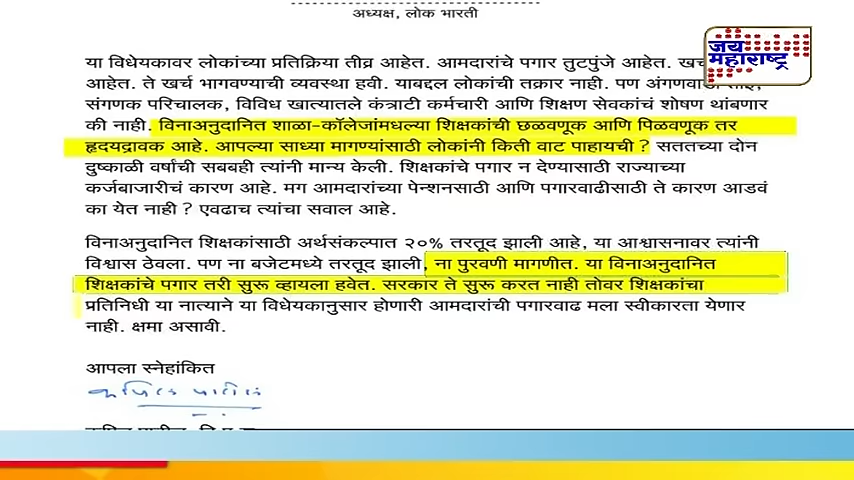 अध्यक्ष, लोक भारती
जय
महाराष्ट्र
या विधेयकावर लोकांच्या प्रतिक्रिया तीव्र आहेत. आमदारांचे पगार तुटपुंजे आहेत.
आहेत. ते खर्च भागवण्याची व्यवस्था हवी. याबद्दल लोकांची तक्रार नाही. पण
संगणक परिचालक, विविध खात्यातले कंत्राटी कर्मचारी आणि शिक्षण सेवकांचं शोषण थांबणार
की नाही. विनाअनुदानित शाळा-कॉलेजांमधल्या शिक्षकांची छळवणूक आणि पिळवणूक तर
हृदयद्रावक आहे. आपल्या साध्या मागण्यांसाठी लोकांनी किती वाट पाहायची ? सततच्या दोन
दुष्काळी वर्षांची सबबही त्यांनी मान्य केली. शिक्षकांचे पगार न देण्यासाठी राज्याच्या
कर्जबाजारीचं कारण आहे. मग आमदारांच्या पेन्शनसाठी आणि पगारवाढीसाठी ते कारण आडवं
का येत नाही ? एवढाच त्यांचा सवाल आहे.
विनाअनुदानित शिक्षकांसाठी अर्थसंकल्पात २०% तरतूद झाली आहे, या आश्वासनावर त्यांनी
विश्वास ठेवला. पण ना बजेटमध्ये तरतूद झाली, ना पुरवणी मागणीत. या विनाअनुदानित
शिक्षकांचे पगार तरी सुरू व्हायला हवेत. सरकार ते सुरू करत नाही तोवर शिक्षकांचा
प्रतिनिधी या नात्याने या विधेयकानुसार होणारी आमदारांची पगारवाढ मला स्वीकारता येणार
नाही. क्षमा असावी.
आपला स्नेहांकित
कपिल पाटील